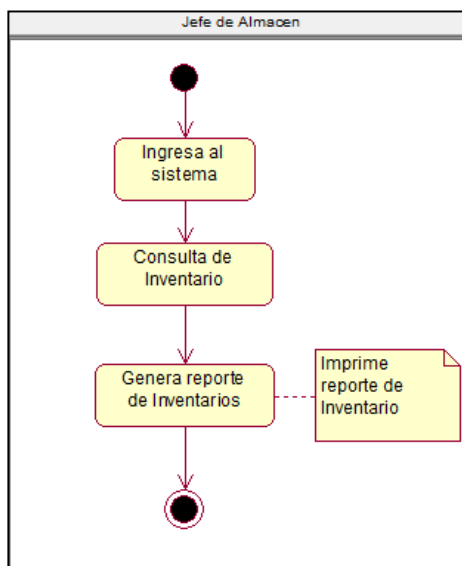 Jefe de Almacen
Ingresa al
sistema
Consulta de
Inventario
Genera reporte
de Inventarios
Imprime
reporte de
Inventario